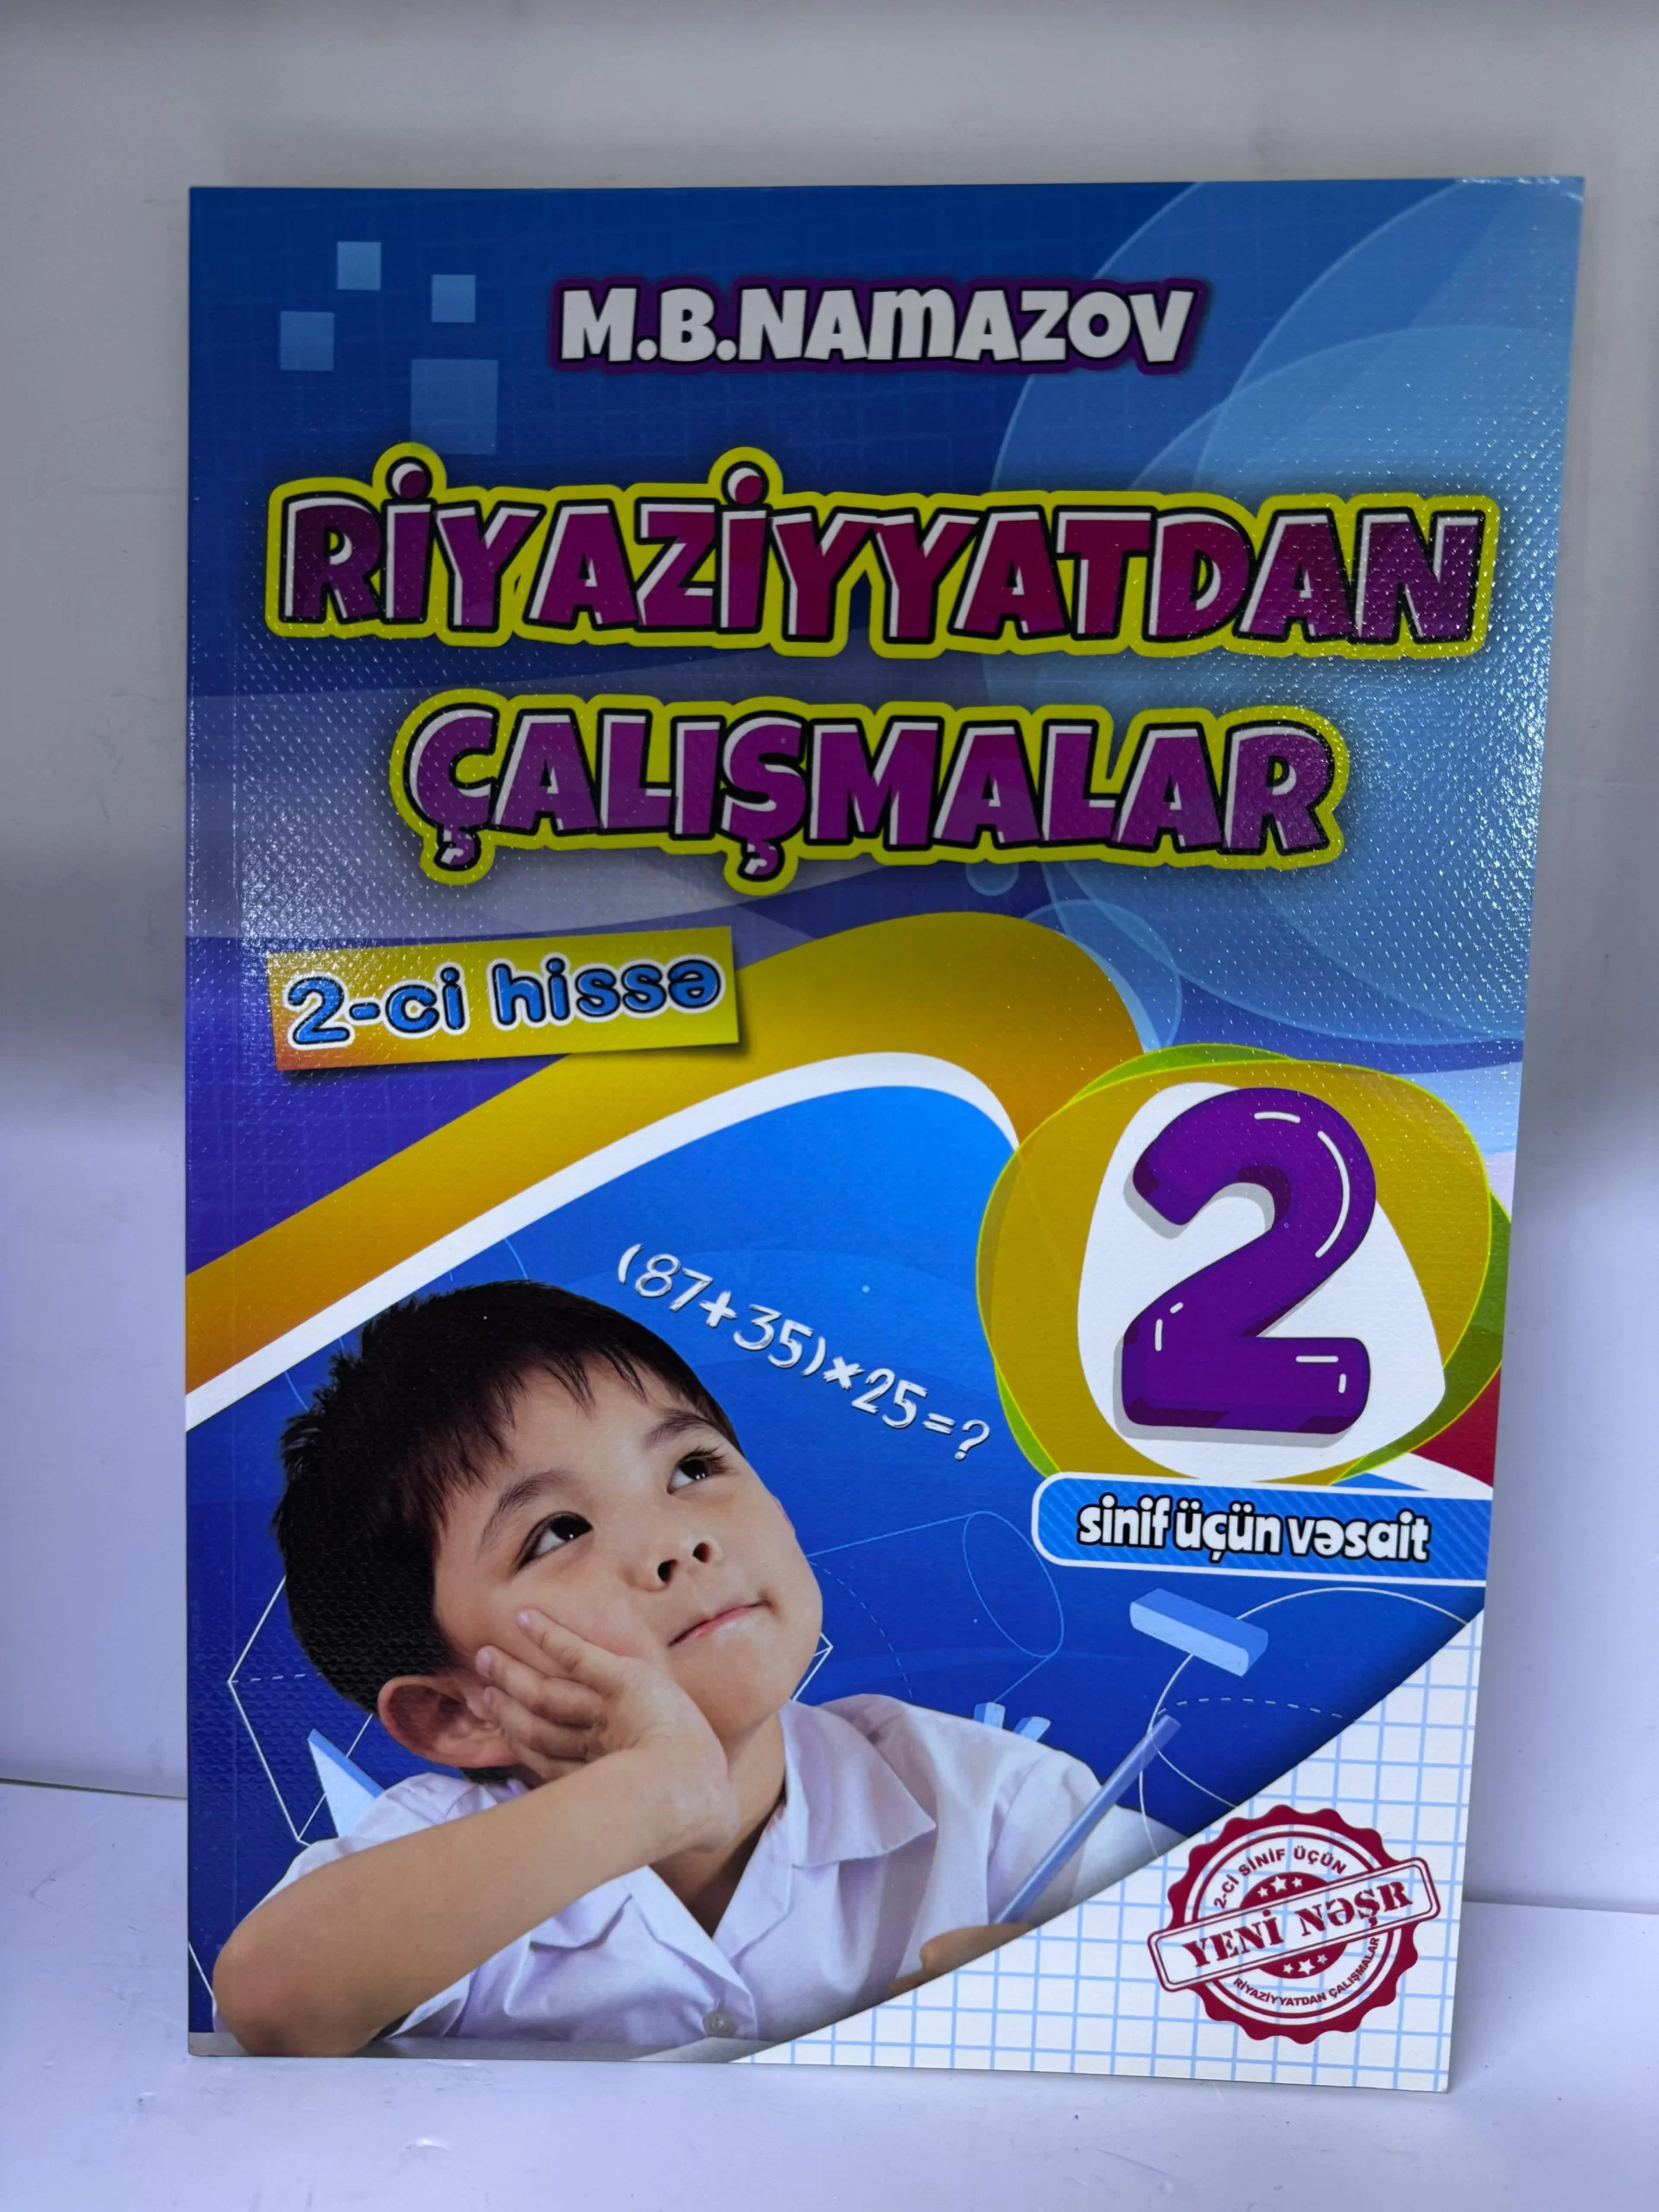 M.B.NAMAZOV
RİYAZİYYATDAN
ÇALIŞMALAR
2-ci hissə
(87+35)×25=?
2
sinif üçün vəsait
2-Cİ SİNİF ÜÇÜN
YENİ NƏŞR
RİYAZİYYATDAN ÇALIŞMALAR